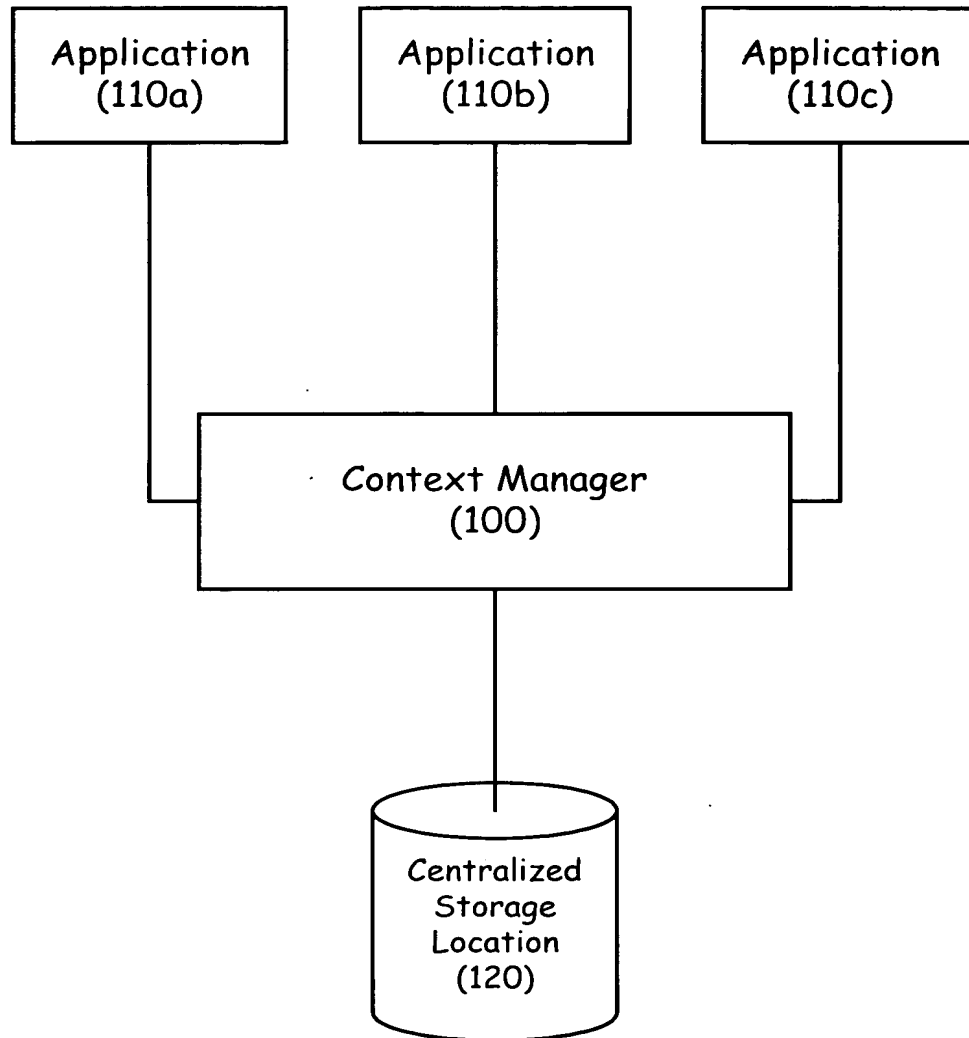 Application
(110a)
Application
(110b)
Application
(110c)
Context Manager
(100)
Centralized
Storage
Location
(120)